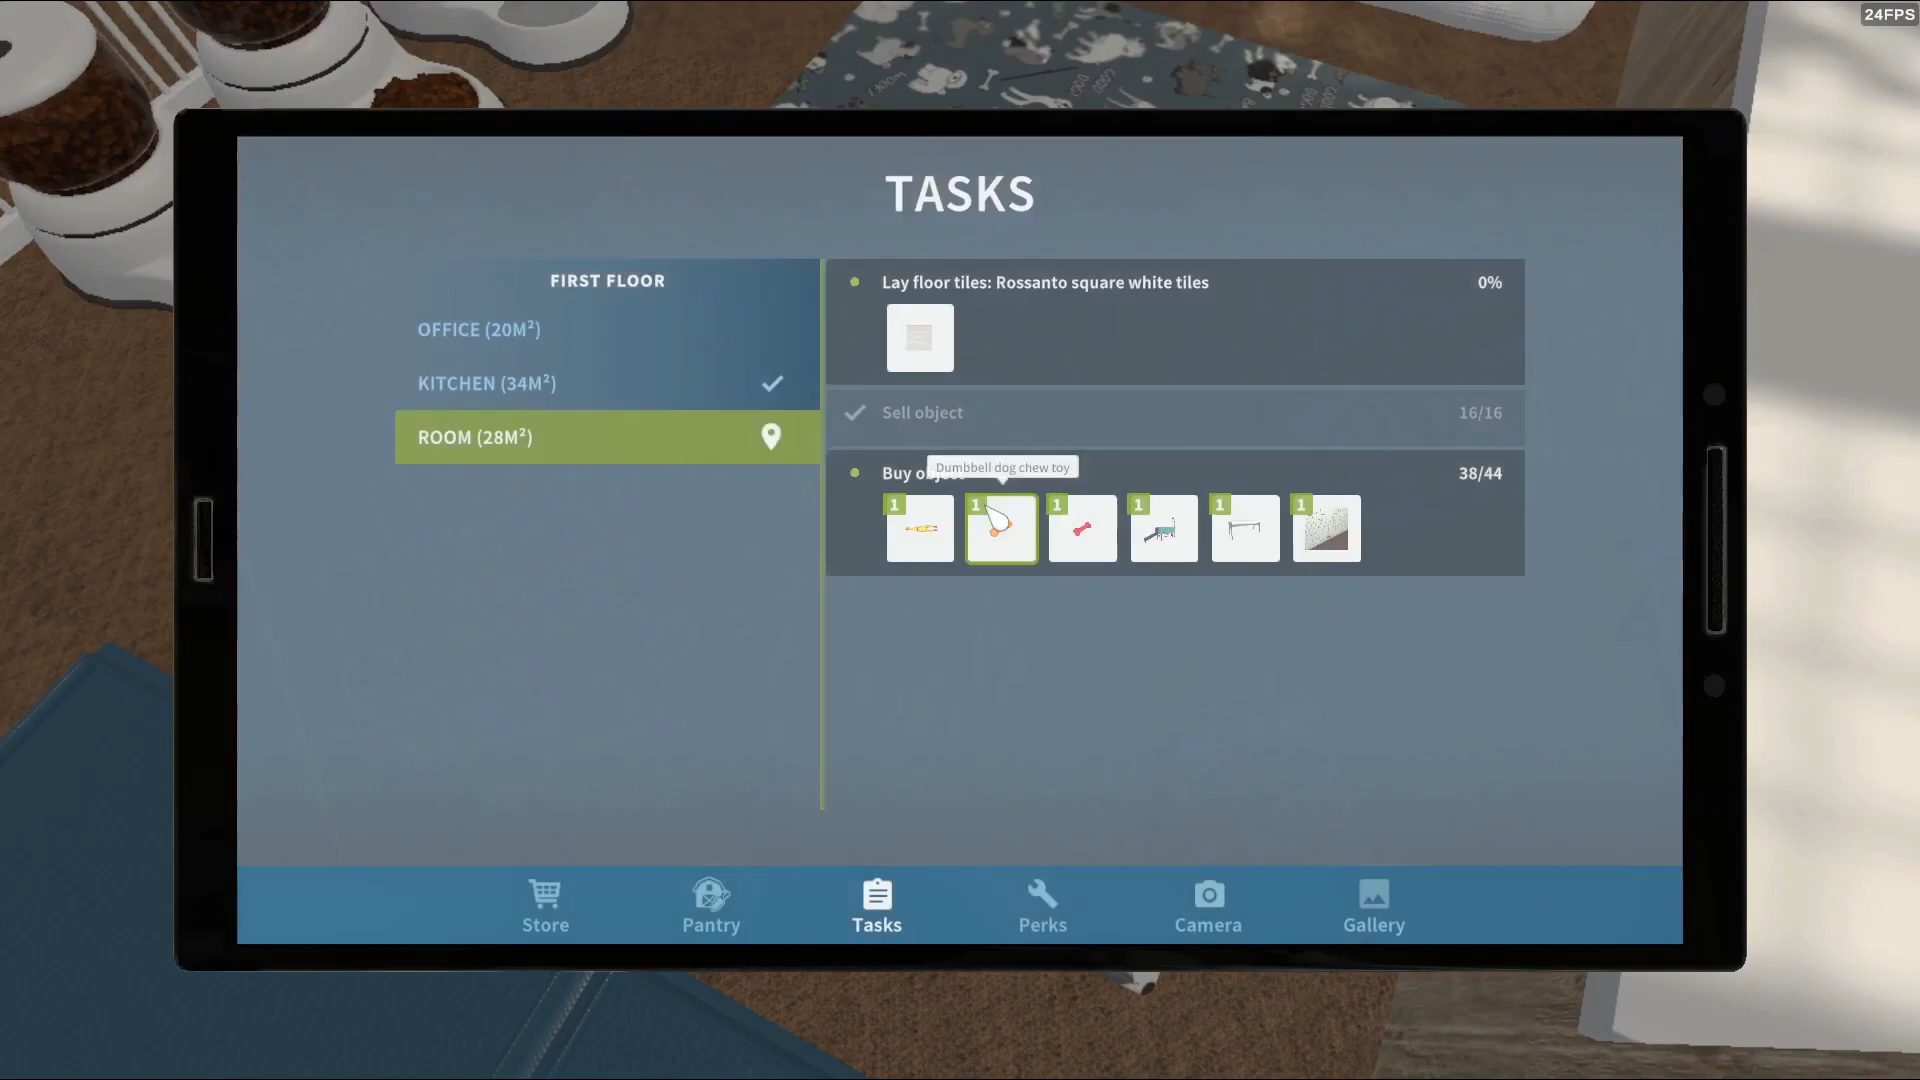 24FPS
TASKS
FIRST FLOOR
OFFICE (20M²)
KITCHEN (34M²)
ROOM (28M²)
Lay floor tiles: Rossanto square white tiles
0%
Sell object
16/16
Dumbbell dog chew toy
Buy
38/44
1
1
1
1
1
1
Store
Pantry
Tasks
Perks
Camera
Gallery